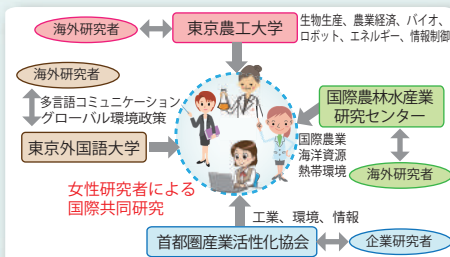 海外研究者
東京農工大学
生物生産、農業経済、バイオ、
ロボット、エネルギー、情報制御
海外研究者
多言語コミュニケーション
グローバル環境政策
東京外国語大学
国際農林水産業
研究センター
国際農業
海洋資源
熱帯環境
海外研究者
女性研究者による
国際共同研究
工業、環境、情報
首都圏産業活性化協会
企業研究者